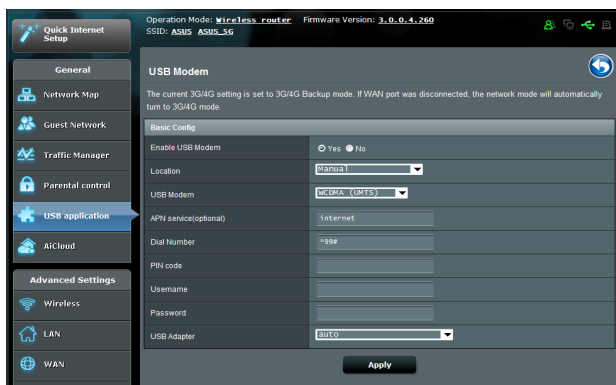 Operation Mode: Wireless router Firmware Version: 3.0.0.4.260
SSID: ASUS ASUS_5G
Quick Internet
Setup
General
Network Map
Guest Network
Traffic Manager
Parental control
USB application
AiCloud
Advanced Settings
Wireless
LAN
WAN
USB Modem
The current 3G/4G setting is set to 3G/4G Backup mode. If WAN port was disconnected, the network mode will automatically
turn to 3G/4G mode.
Basic Config
Enable USB Modem Yes No
Location Manual
USB Modem WCDMA (UMTS)
APN service(optional) internet
Dial Number *99#
PIN code
Username
Password
USB Adapter auto
Apply